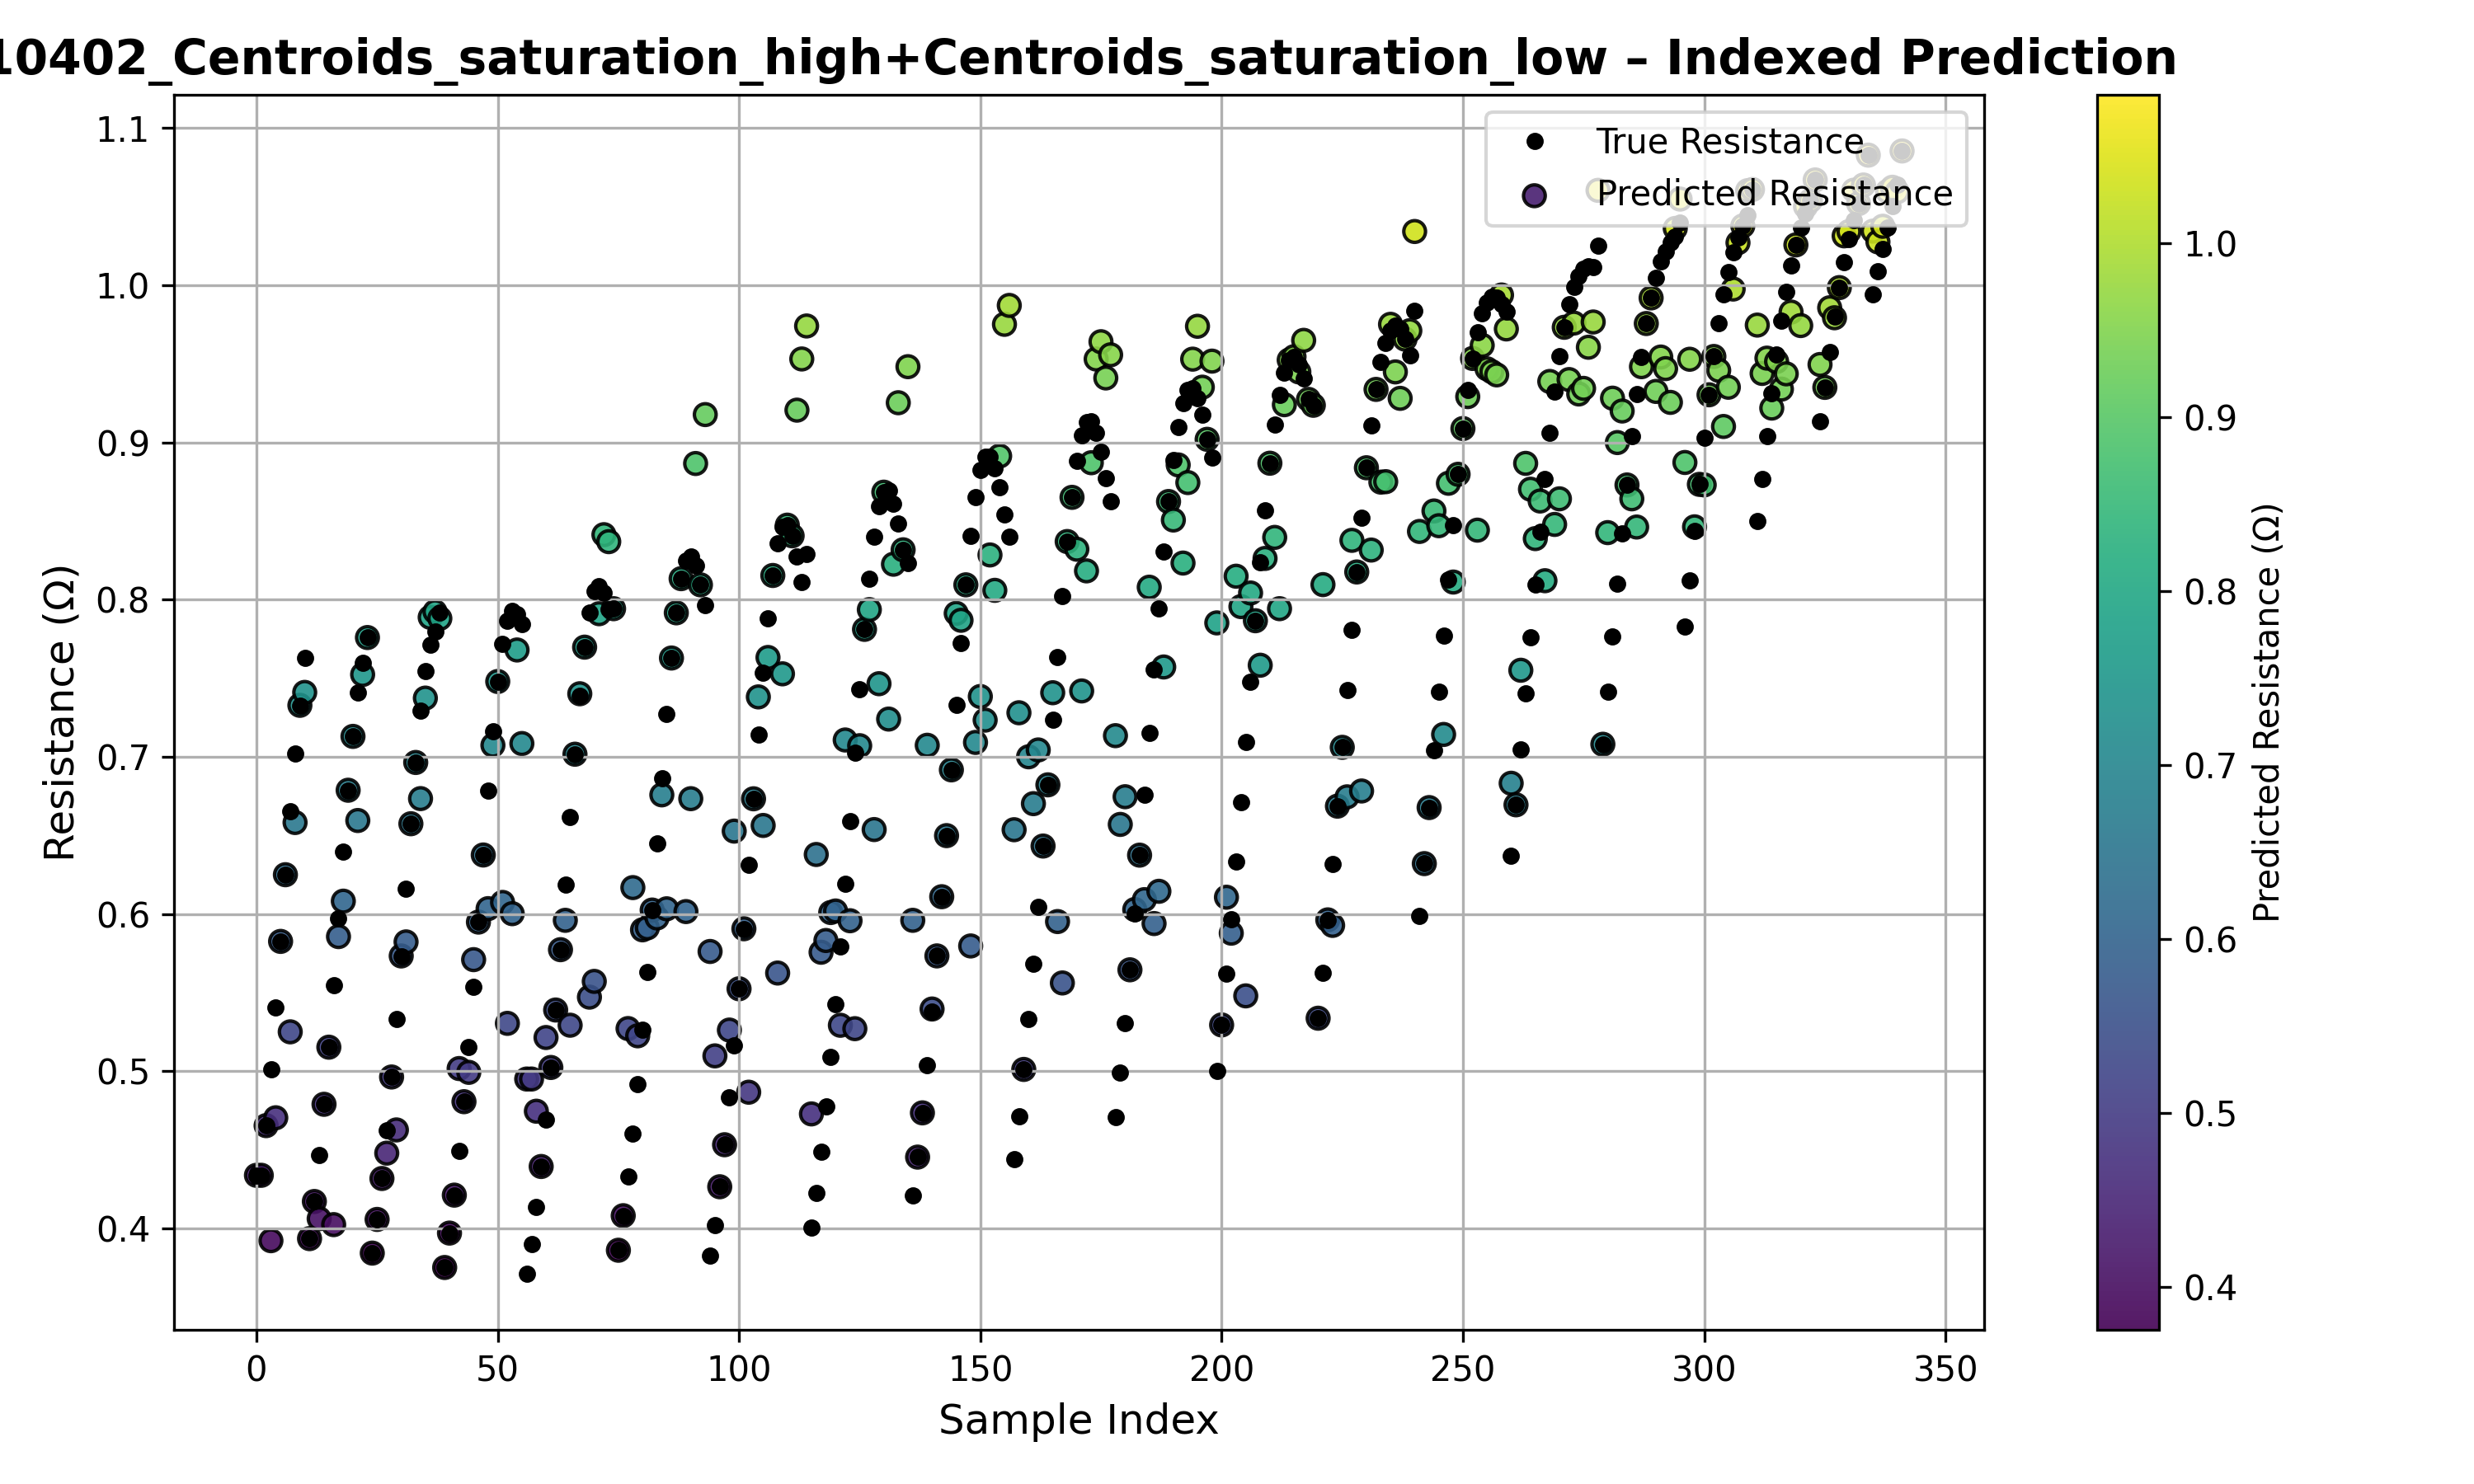 10402_Centroids_saturation_high+Centroids_saturation_low – Indexed Prediction
True Resistance
Predicted Resistance
1.1
1.0
0.9
0.8
0.7
0.6
0.5
0.4
Resistance (Ω)
0 50 100 150 200 250 300 350
Sample Index
1.0
0.9
0.8
0.7
0.6
0.5
0.4
Predicted Resistance (Ω)